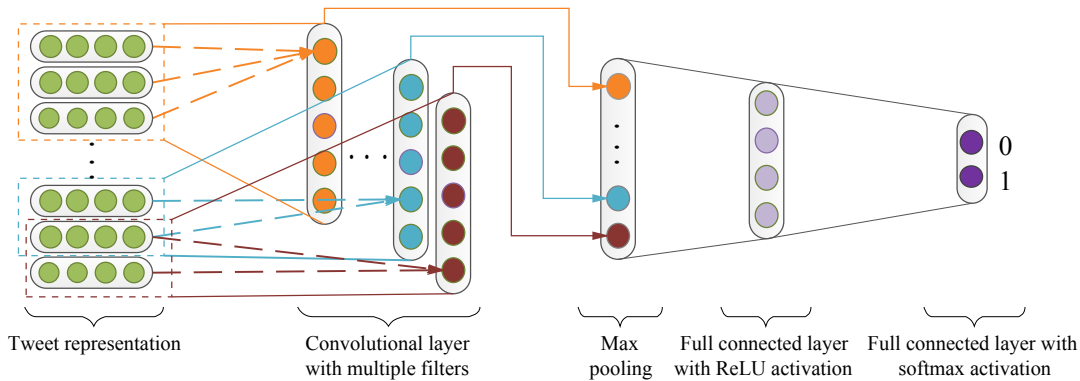 0
1
Tweet representation
Convolutional layer
with multiple filters
Max
pooling
Full connected layer
with ReLU activation
Full connected layer with
softmax activation